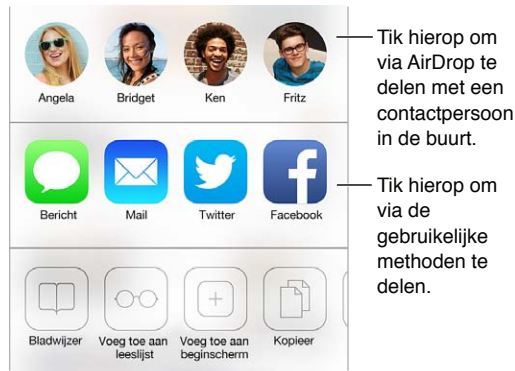 Angela Bridget Ken Fritz
Tik hierop om
via AirDrop te
delen met een
contactpersoon
in de buurt.
Bericht Mail Twitter Facebook
Tik hierop om
via de
gebruikelijke
methoden te
delen.
Bladwijzer Voeg toe aan Voeg toe aan Kopieer
leeslijst beginscherm